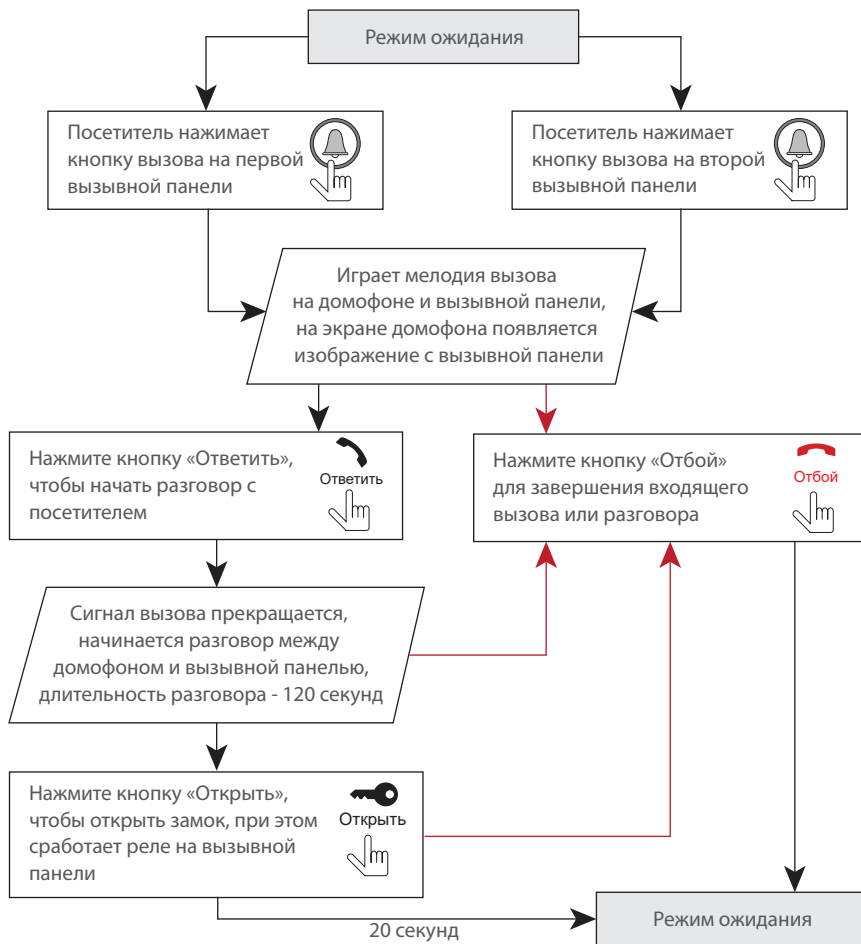 Режим ожидания
Посетитель нажимает
кнопку вызова на первой
вызывной панели
Посетитель нажимает
кнопку вызова на второй
вызывной панели
Играет мелодия вызова
на домофоне и вызывной панели,
на экране домофона появляется
изображение с вызывной панели
Нажмите кнопку «Ответить»,
чтобы начать разговор с
посетителем
Ответить
Нажмите кнопку «Отбой»
для завершения входящего
вызова или разговора
Отбой
Сигнал вызова прекращается,
начинается разговор между
домофоном и вызывной панелью,
длительность разговора - 120 секунд
Нажмите кнопку «Открыть»,
чтобы открыть замок, при этом
сработает реле на вызывной
панели
Открыть
20 секунд
Режим ожидания